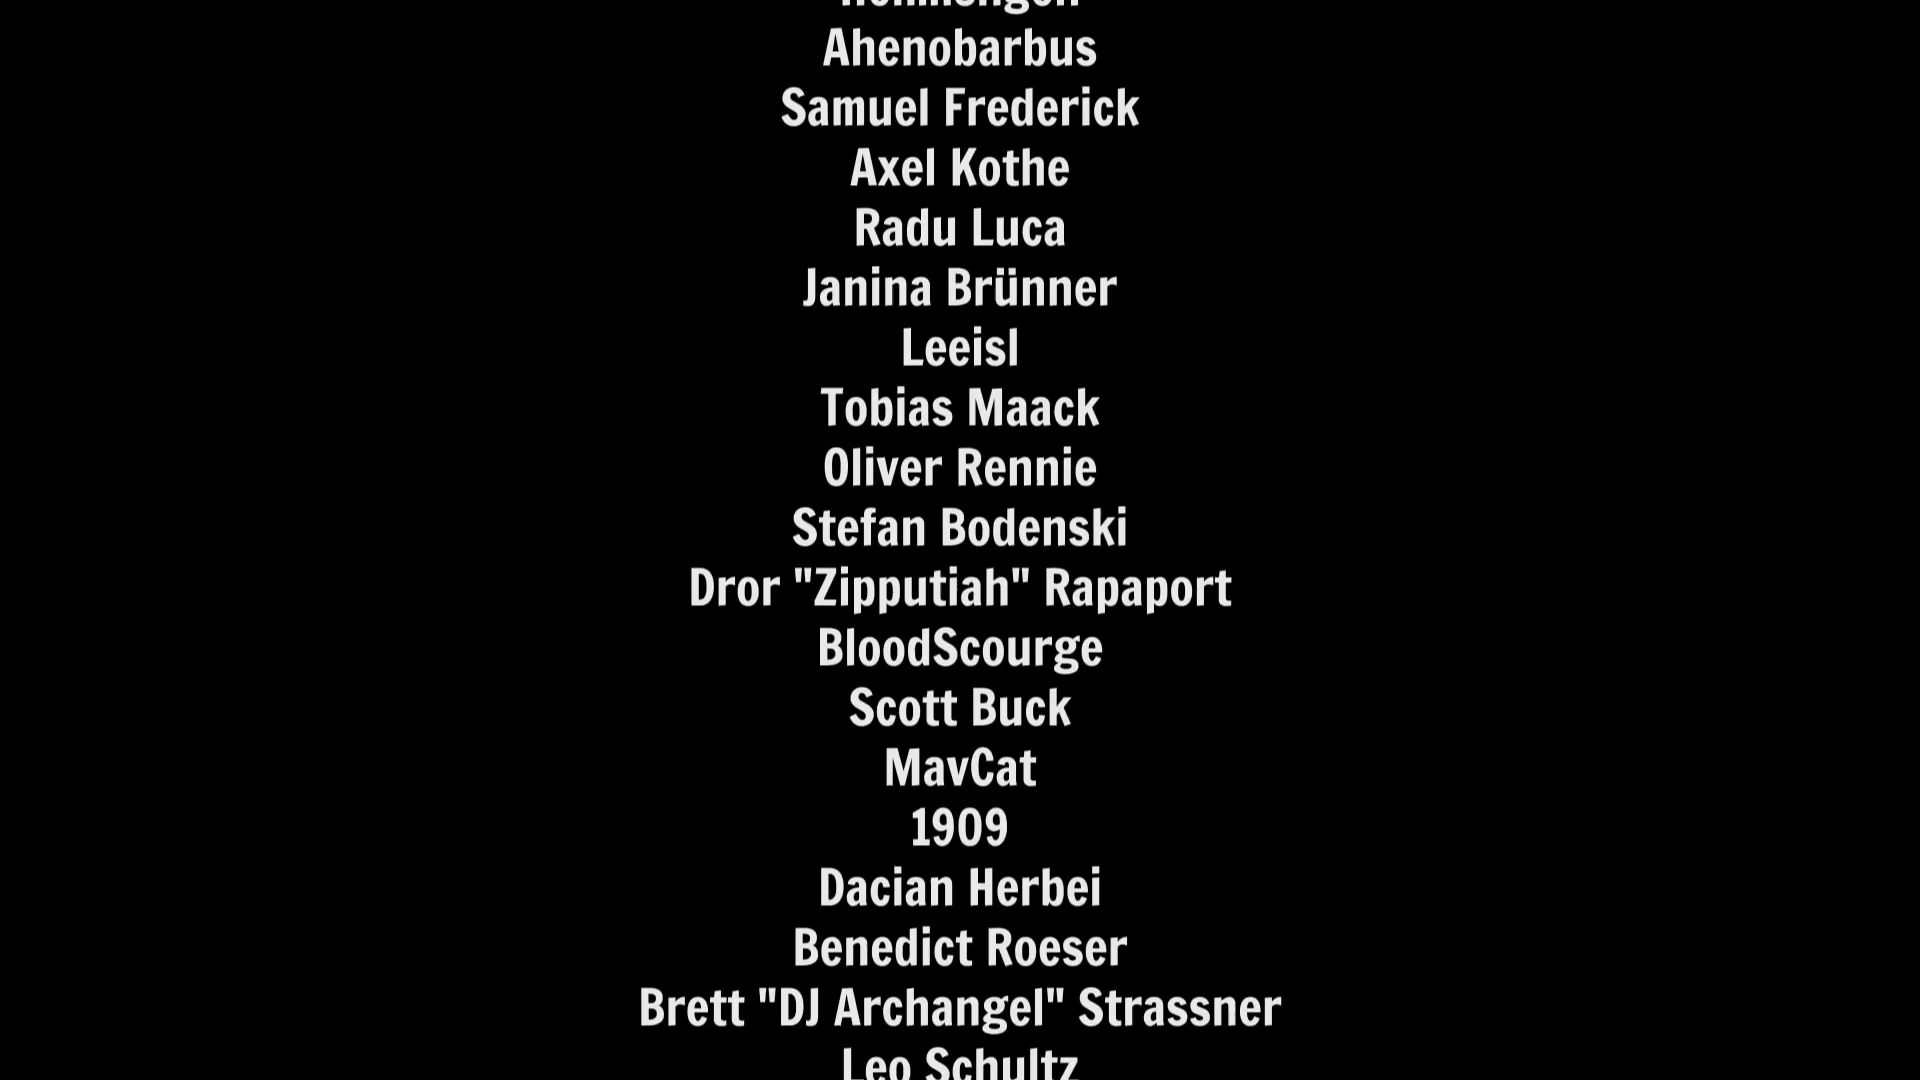 Ahenobarbus
Samuel Frederick
Axel Kothe
Radu Luca
Janina Brünner
Leeisl
Tobias Maack
Oliver Rennie
Stefan Bodenski
Dror "Zipputiah" Rapaport
BloodScourge
Scott Buck
MavCat
1909
Dacian Herbei
Benedict Roeser
Brett "DJ Archangel" Strassner
Leo Schultz